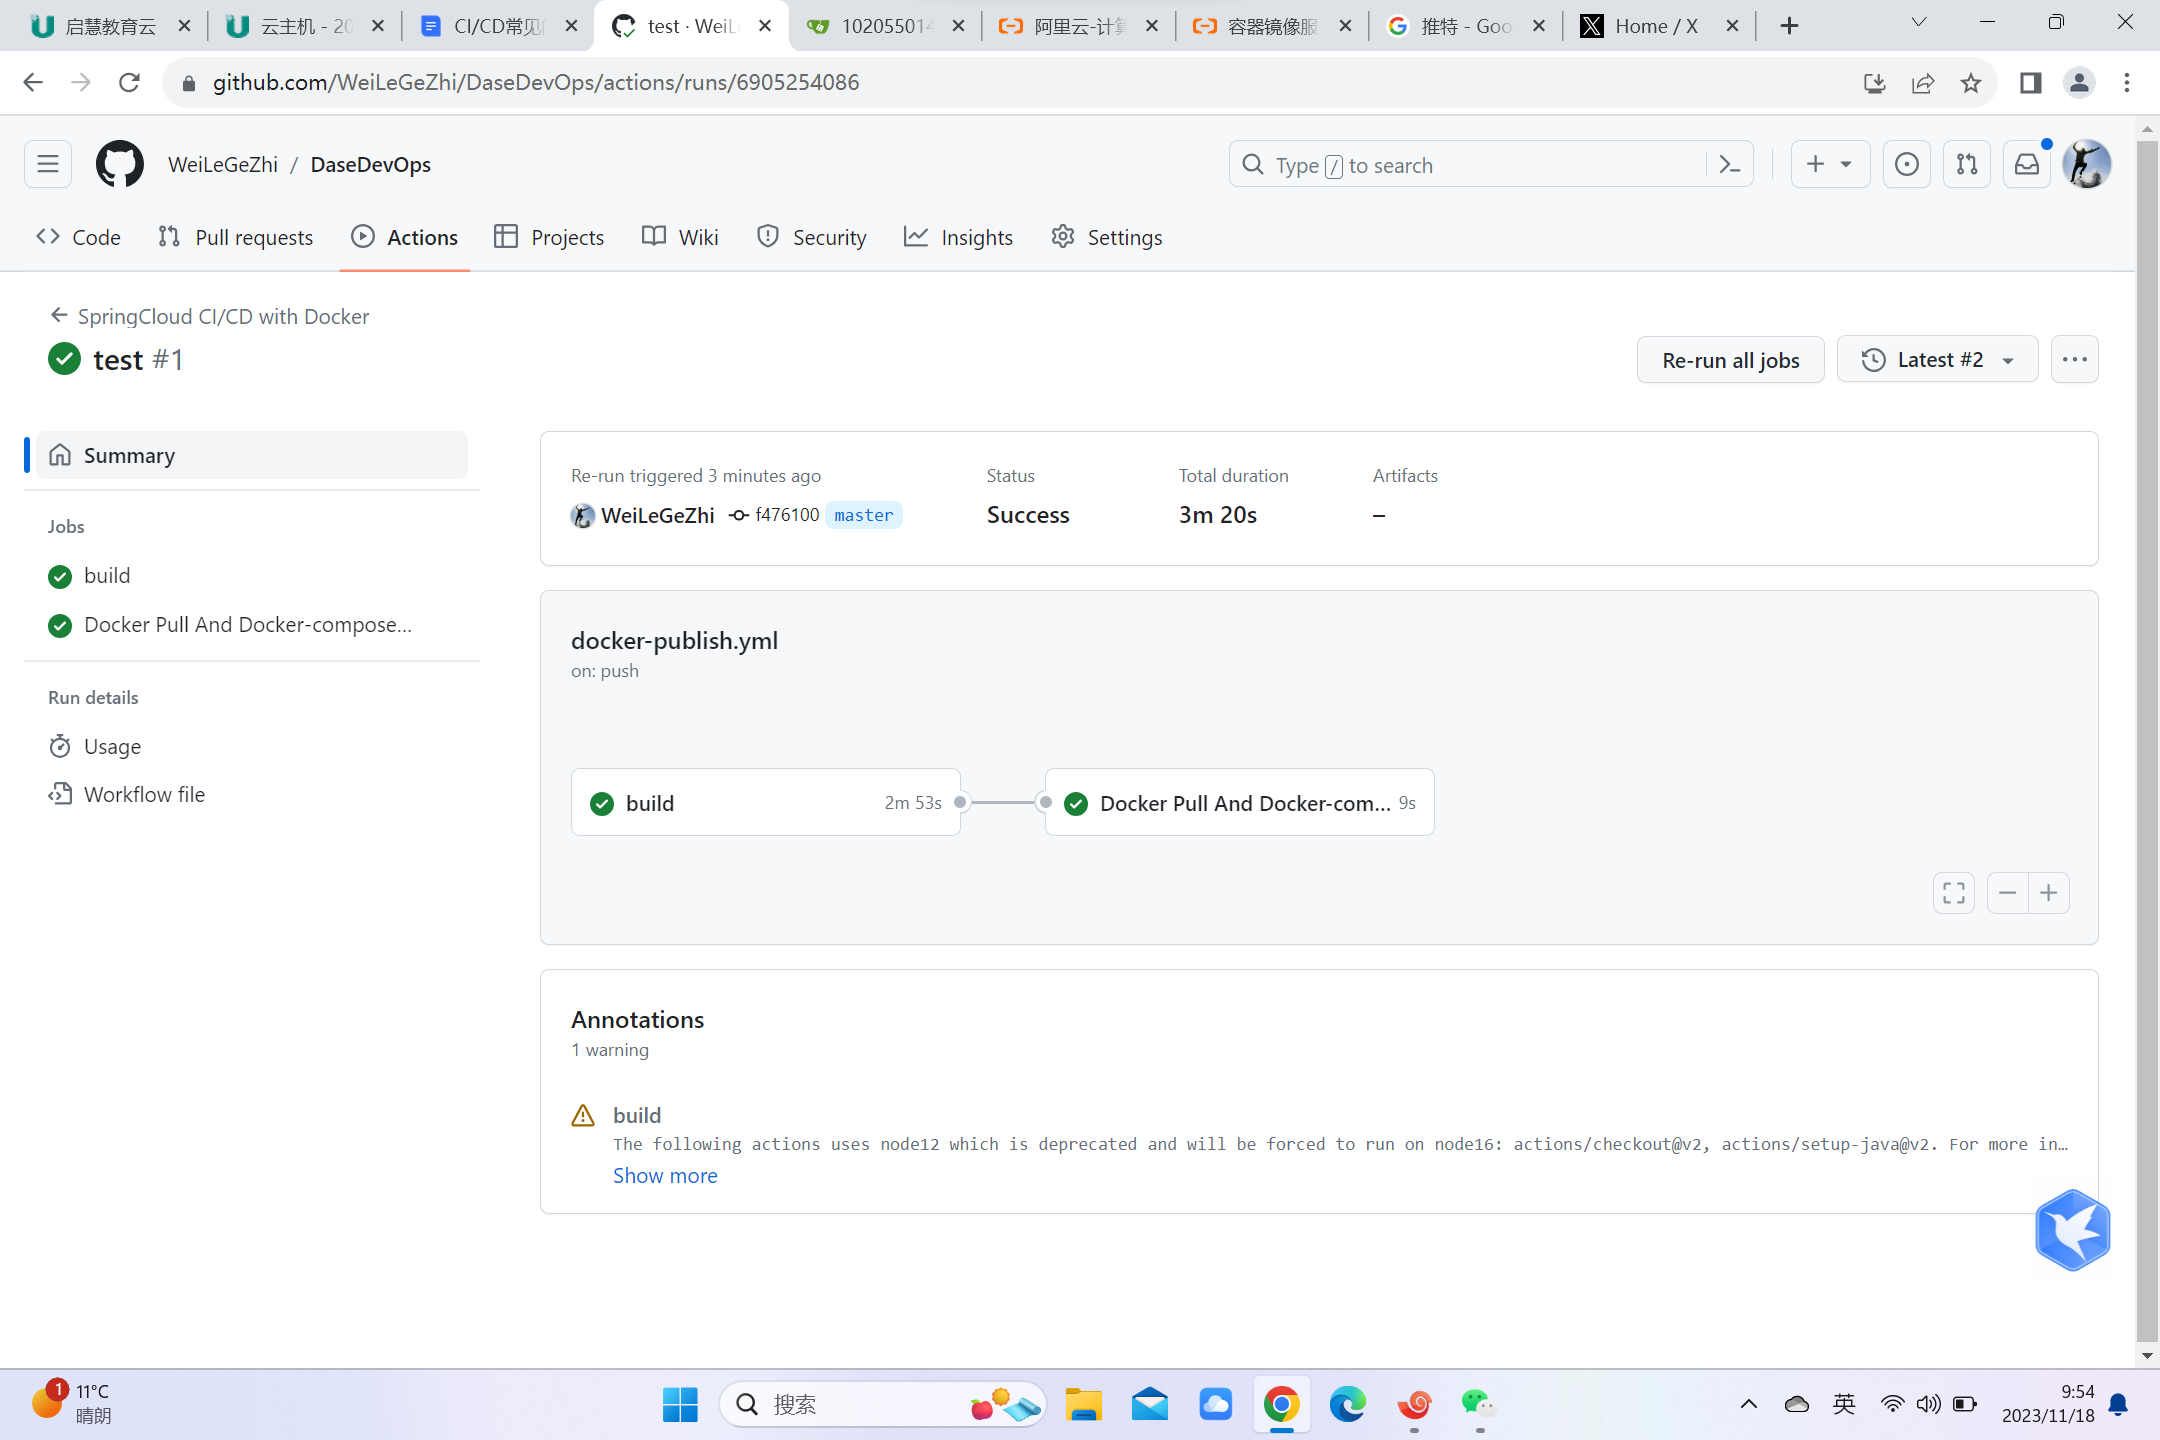 启慧教育云
云主机 - 20
CI/CD常见
test · WeiL
102055014
阿里云-计算
容器镜像服
推特 - Goo
Home / X
github.com/WeiLeGeZhi/DaseDevOps/actions/runs/6905254086
WeiLeGeZhi / DaseDevOps
Type / to search
Code
Pull requests
Actions
Projects
Wiki
Security
Insights
Settings
SpringCloud CI/CD with Docker
test #1
Re-run all jobs
Latest #2
Summary
Jobs
build
Docker Pull And Docker-compose...
Run details
Usage
Workflow file
Re-run triggered 3 minutes ago
WeiLeGeZhi f476100 master
Status
Success
Total duration
3m 20s
Artifacts
–
docker-publish.yml
on: push
build 2m 53s
Docker Pull And Docker-com... 9s
Annotations
1 warning
build
The following actions uses node12 which is deprecated and will be forced to run on node16: actions/checkout@v2, actions/setup-java@v2. For more in…
Show more
1
11°C
晴朗
搜索
英
9:54
2023/11/18